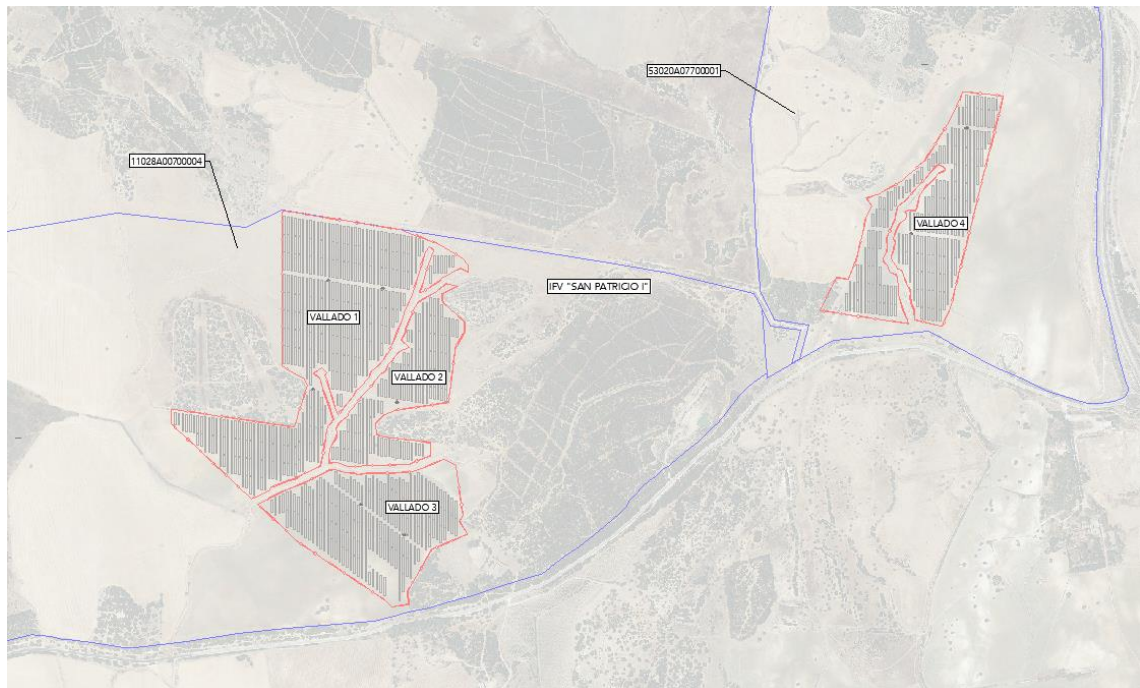 53020A07700001
11028A00700004
VALLADO 4
IFV "SAN PATRICIO I"
VALLADO 1
VALLADO 2
VALLADO 3